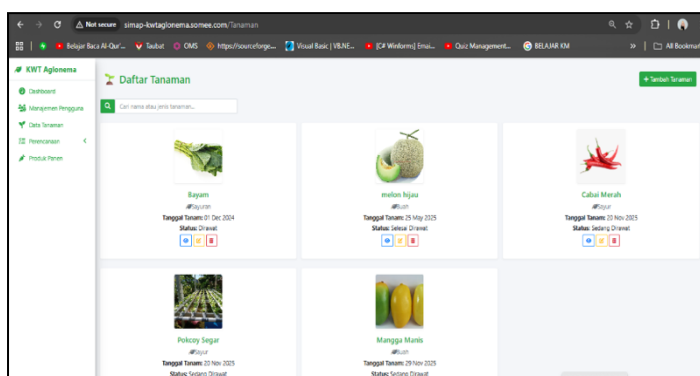 Not secure simap-kwtaglonema.somee.com/Tanaman
Belajar Baca Al-Qur'... Taubat OMS https://sourceforge... Visual Basic | VB.NE... [C# Winforms] Emai... Quiz Management... BELAJAR KM » All Bookmar
KWT Aglonema
Dashboard
Manajemen Pengguna
Data Tanaman
Perencanaan
Produk Panen
Daftar Tanaman
+ Tambah Tanaman
Cari nama atau jenis tanaman...
Bayam
#Sayuran
Tanggal Tanam: 01 Dec 2024
Status: Dirawat
melon hijau
#Buah
Tanggal Tanam: 25 May 2025
Status: Selesai Dirawat
Cabai Merah
#Sayur
Tanggal Tanam: 20 Nov 2025
Status: Sedang Dirawat
Pokcoy Segar
#Sayur
Tanggal Tanam: 20 Nov 2025
Status: Sedang Dirawat
Mangga Manis
#Buah
Tanggal Tanam: 29 Nov 2025
Status: Sedang Dirawat